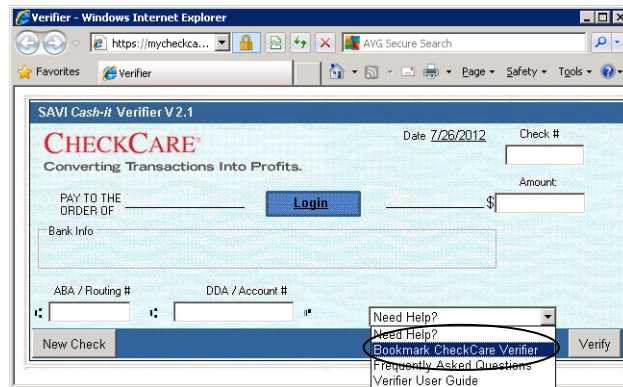 Verifier - Windows Internet Explorer
https://mycheckca...
AVG Secure Search
Favorites
Verifier
Page
Safety
Tools
SAVI Cash-it Verifier V 2.1
CHECKCARE®
Converting Transactions Into Profits.
Date 7/26/2012
Check #
Amount:
PAY TO THE
ORDER OF
Login
$
Bank Info
ABA / Routing #
DDA / Account #
Need Help?
Need Help?
Bookmark CheckCare Verifier
Frequently Asked Questions
Verifier User Guide
New Check
Verify